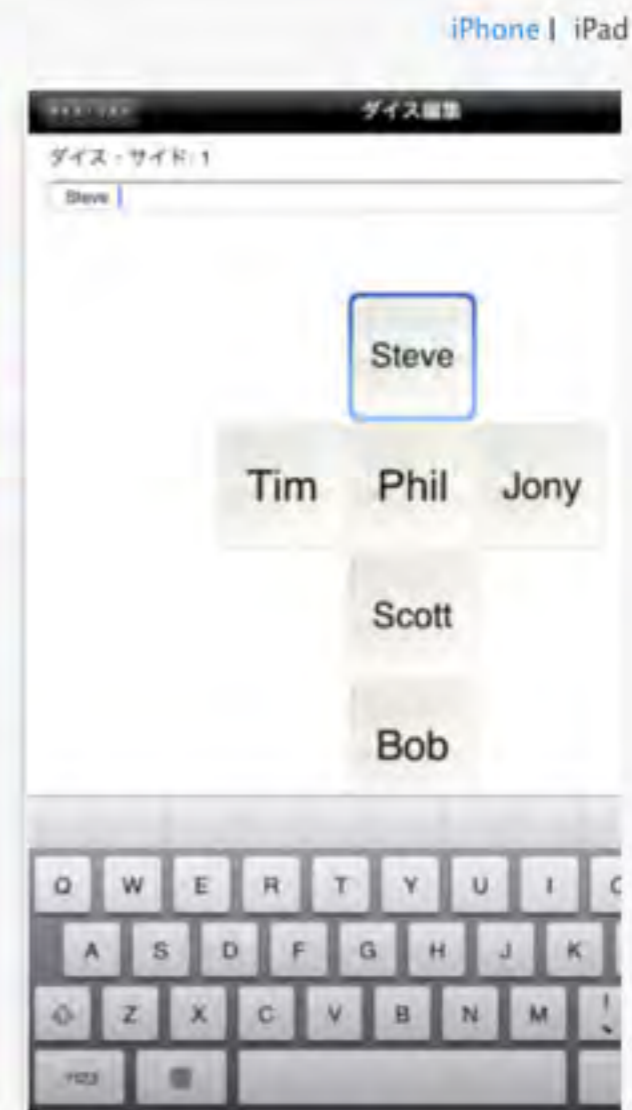 iPhone | iPad
ダイス編集
ダイス・サイド: 1
Steve
Steve
Tim Phil Jony
Scott
Bob
Q W E R T Y U I
A S D F G H J K
Z X C V B N M !